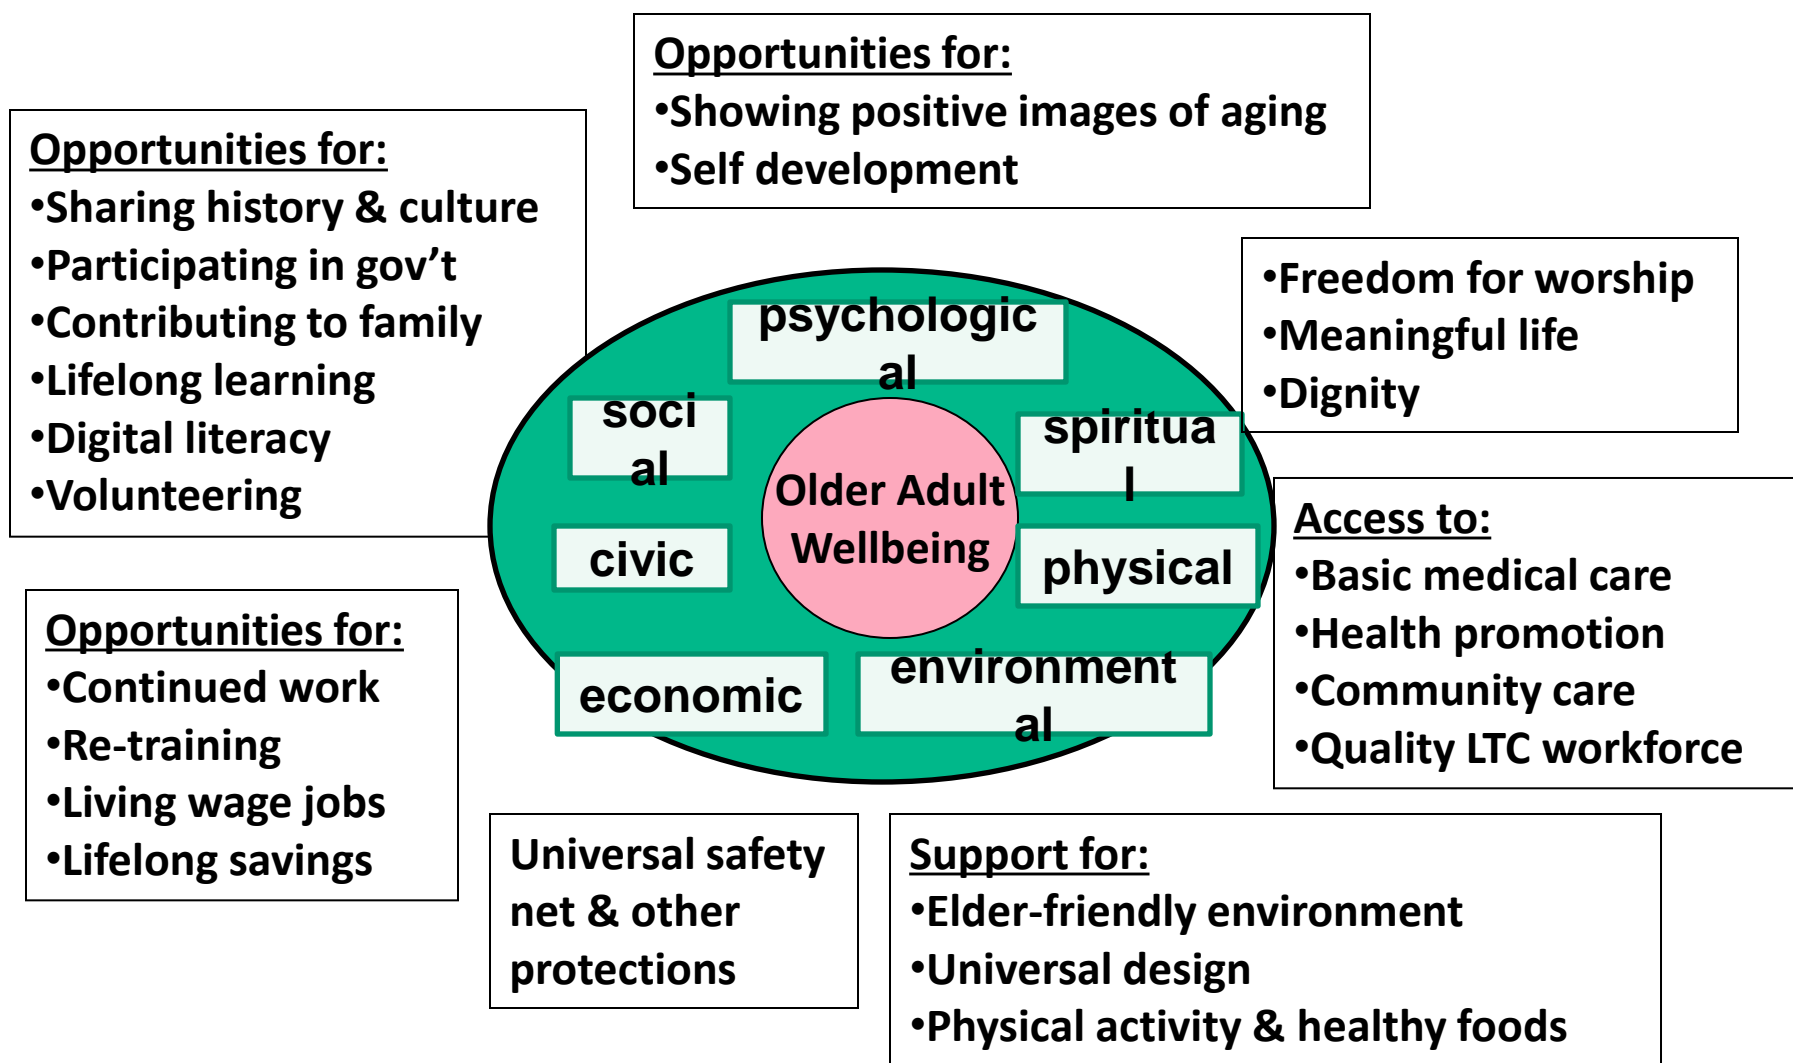 Opportunities for:
•Showing positive images of aging
•Self development
Opportunities for:
•Sharing history & culture
•Participating in gov’t
•Contributing to family
•Lifelong learning
•Digital literacy
•Volunteering
•Freedom for worship
•Meaningful life
•Dignity
psychologic
al
soci
al
spiritua
l
Older Adult
Wellbeing
civic
physical
economic
environment
al
Access to:
•Basic medical care
•Health promotion
•Community care
•Quality LTC workforce
Opportunities for:
•Continued work
•Re-training
•Living wage jobs
•Lifelong savings
Universal safety
net & other
protections
Support for:
•Elder-friendly environment
•Universal design
•Physical activity & healthy foods